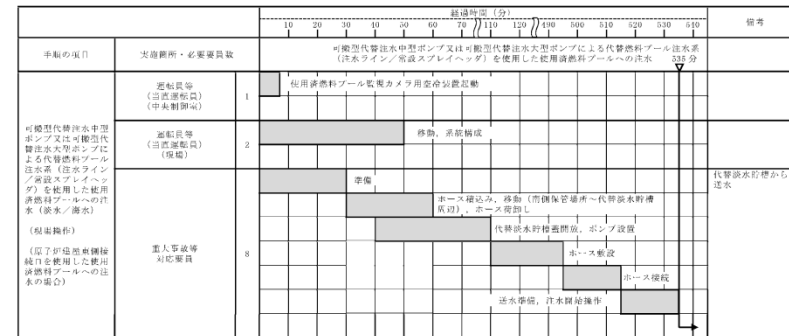 経過時間（分）
備考
10 20 30 40 50 60 70 110 120 490 500 510 520 530 540
手順の項目
実施箇所・必要要員数
可搬型代替注水中型ポンプ又は可搬型代替注水大型ポンプによる代替燃料プール注水系
（注水ライン／常設スプレイヘッダ）を使用した使用済燃料プールへの注水
535 分
可搬型代替注水中型
ポンプ又は可搬型代
替注水大型ポンプに
よる代替燃料プール
注水系（注水ライン
／常設スプレイヘッ
ダ）を使用した使用
済燃料プールへの注
水（淡水／海水）
（現場操作）
（原子炉建屋東側接
続口を使用した使用
済燃料プールへの注
水の場合）
運転員等
（当直運転員）
（中央制御室）
1
使用済燃料プール監視カメラ用空冷装置起動
運転員等
（当直運転員）
（現場）
2
移動，系統構成
重大事故等
対応要員
8
準備
ホース積込み，移動（南側保管場所～代替淡水貯槽
周辺），ホース荷卸し
代替淡水貯槽蓋開放，ポンプ設置
ホース敷設
ホース接続
送水準備，注水開始操作
代替淡水貯槽から
送水